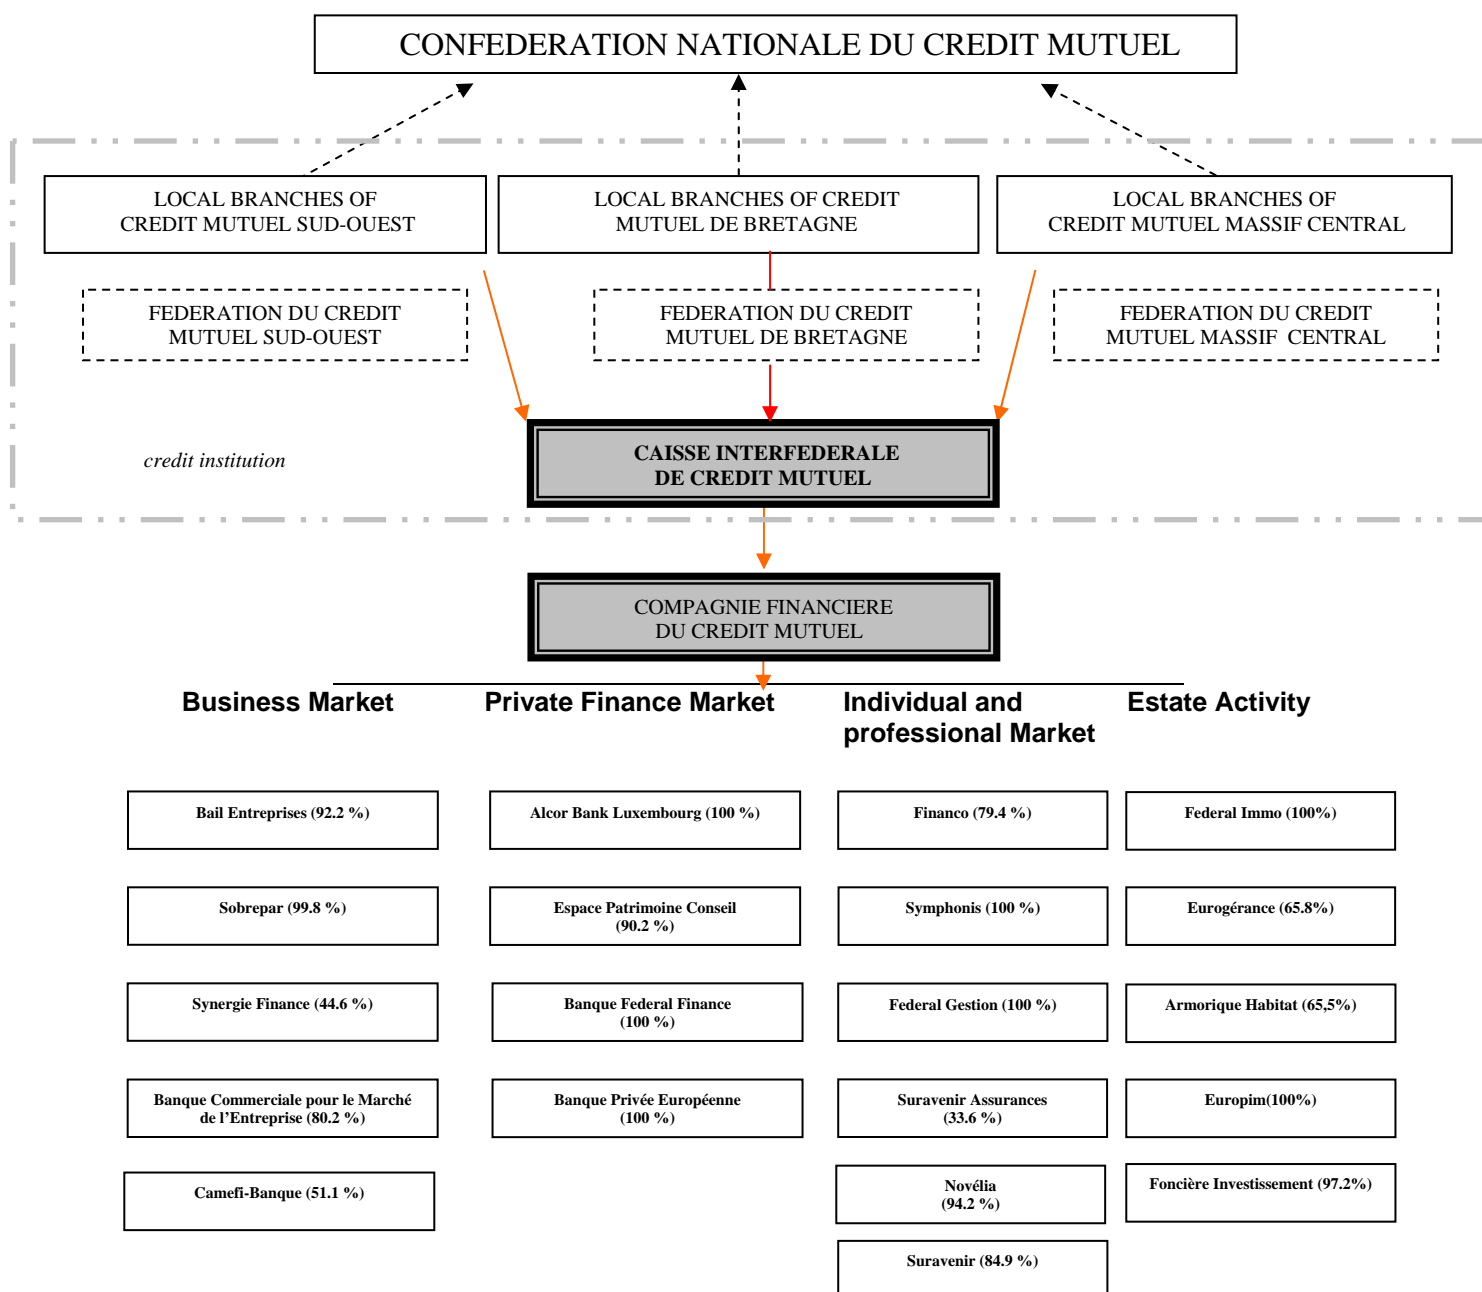 CONFEDERATION NATIONALE DU CREDIT MUTUEL
LOCAL BRANCHES OF
CREDIT MUTUEL SUD-OUEST
LOCAL BRANCHES OF CREDIT
MUTUEL DE BRETAGNE
LOCAL BRANCHES OF
CREDIT MUTUEL MASSIF CENTRAL
FEDERATION DU CREDIT
MUTUEL SUD-OUEST
FEDERATION DU CREDIT
MUTUEL DE BRETAGNE
FEDERATION DU CREDIT
MUTUEL MASSIF CENTRAL
credit institution
CAISSE INTERFEDERALE
DE CREDIT MUTUEL
COMPAGNIE FINANCIERE
DU CREDIT MUTUEL
Business Market
Private Finance Market
Individual and
professional Market
Estate Activity
Bail Entreprises (92.2 %)
Alcor Bank Luxembourg (100 %)
Financo (79.4 %)
Federal Immo (100%)
Sobrepar (99.8 %)
Espace Patrimoine Conseil
(90.2 %)
Symphonis (100 %)
Eurogérance (65.8%)
Synergie Finance (44.6 %)
Banque Federal Finance
(100 %)
Federal Gestion (100 %)
Armorique Habitat (65,5%)
Banque Commerciale pour le Marché
de l’Entreprise (80.2 %)
Banque Privée Européenne
(100 %)
Suravenir Assurances
(33.6 %)
Europim(100%)
Camefi-Banque (51.1 %)
Novélia
(94.2 %)
Foncière Investissement (97.2%)
Suravenir (84.9 %)